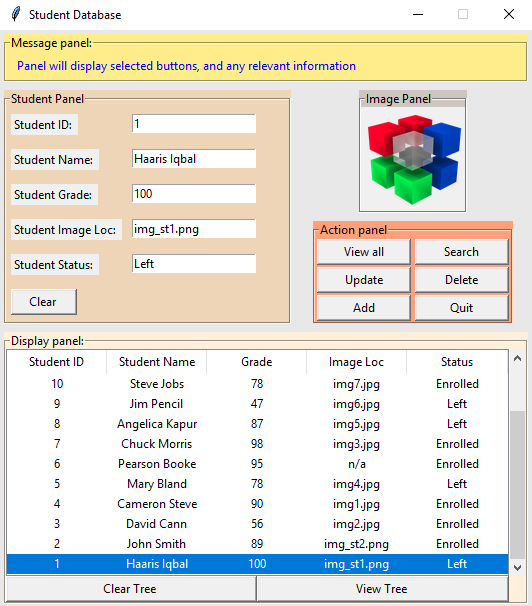 Student Database
Message panel:
Panel will display selected buttons, and any relevant information
Student Panel
Student ID: 1
Student Name: Haaris Iqbal
Student Grade: 100
Student Image Loc: img_st1.png
Student Status: Left
Clear
Image Panel
Action panel
View all Search
Update Delete
Add Quit
Display panel:
Student ID Student Name Grade Image Loc Status
10 Steve Jobs 78 img7.jpg Enrolled
9 Jim Pencil 47 img6.jpg Left
8 Angelica Kapur 87 img5.jpg Left
7 Chuck Morris 98 img3.jpg Enrolled
6 Pearson Booke 95 n/a Enrolled
5 Mary Bland 78 img4.jpg Left
4 Cameron Steve 90 img1.jpg Enrolled
3 David Cann 56 img2.jpg Enrolled
2 John Smith 89 img_st2.png Enrolled
1 Haaris Iqbal 100 img_st1.png Left
Clear Tree View Tree